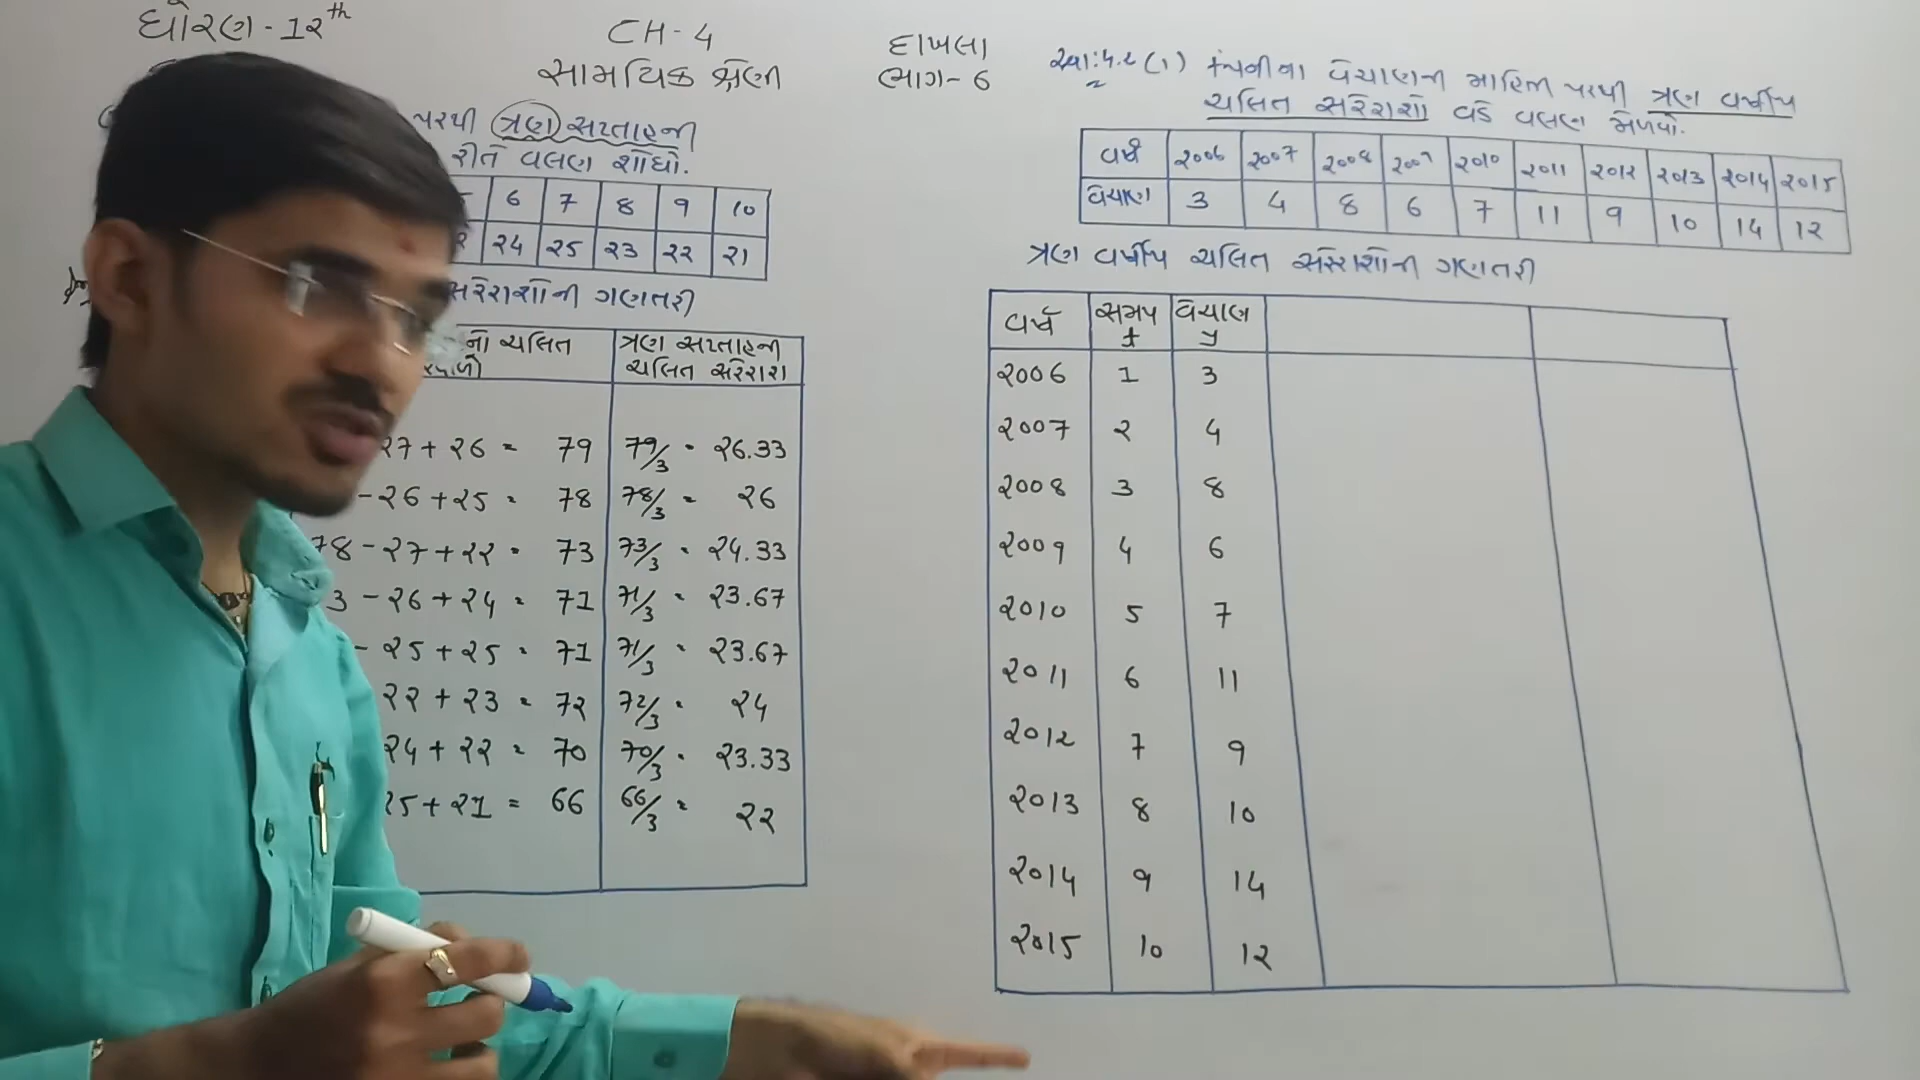 ધોરણ - 12th
CH - 4
સામયિક શ્રેણી
દાખલા
ભાગ - 6
પરથી ત્રણ સપ્તાહની
રીતે વલણ શોધો.
6 7 8 9 10
24 25 23 22 21
સરેરાશોની ગણતરી
નો ચલિત
ત્રણ સપ્તાહની
ચલિત સરેરાશ
27 + 26 = 79 79/3 = 26.33
- 26 + 25 = 78 78/3 = 26
78 - 27 + 22 = 73 73/3 = 24.33
3 - 26 + 24 = 71 71/3 = 23.67
- 25 + 25 = 71 71/3 = 23.67
22 + 23 = 72 72/3 = 24
24 + 22 = 70 70/3 = 23.33
25 + 21 = 66 66/3 = 22
(1) કંપનીના વેચાણની માહિતી પરથી ત્રણ વર્ષીય
ચલિત સરેરાશો વડે વલણ મેળવો.
વર્ષ 2006 2007 2008 2009 2010 2011 2012 2013 2014 2015
વેચાણ 3 4 8 6 7 11 9 10 14 12
ત્રણ વર્ષીય ચલિત સરેરાશોની ગણતરી
વર્ષ સમય t વેચાણ y
2006 1 3
2007 2 4
2008 3 8
2009 4 6
2010 5 7
2011 6 11
2012 7 9
2013 8 10
2014 9 14
2015 10 12